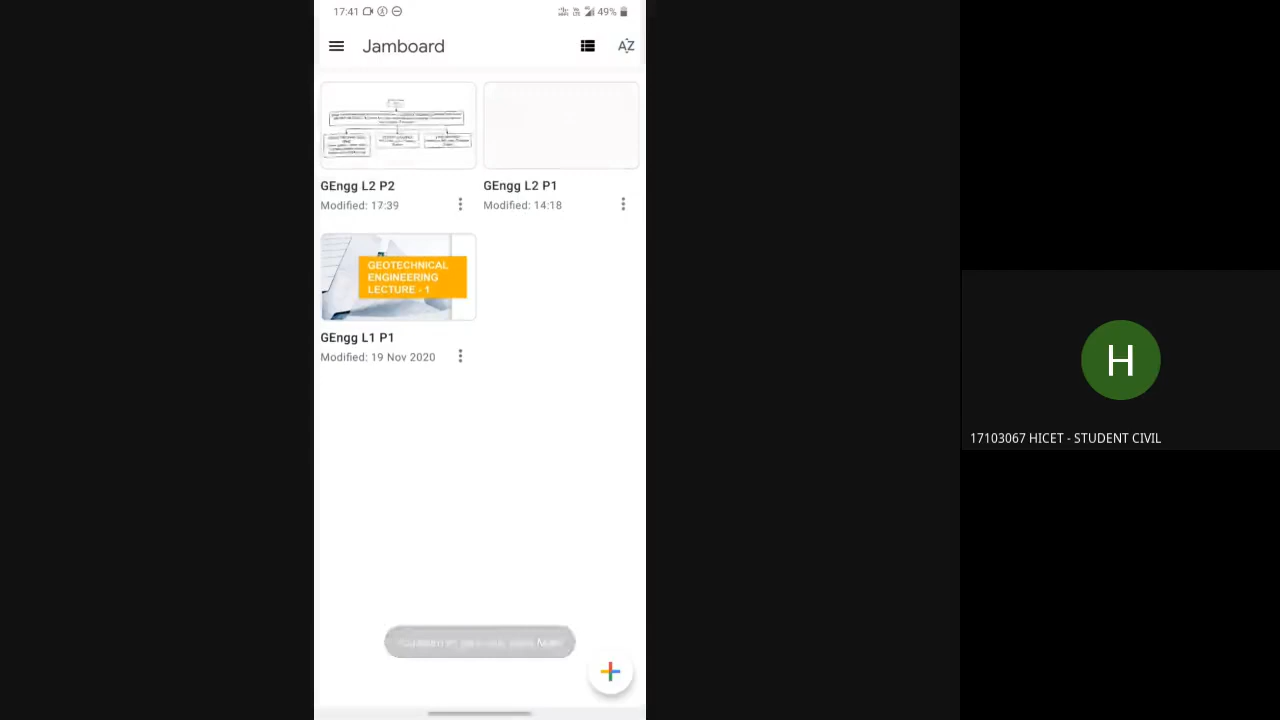 17:41
49%
Jamboard
AZ
GEngg L2 P2
Modified: 17:39
GEngg L2 P1
Modified: 14:18
GEOTECHNICAL
ENGINEERING
LECTURE - 1
GEngg L1 P1
Modified: 19 Nov 2020
H
17103067 HICET - STUDENT CIVIL